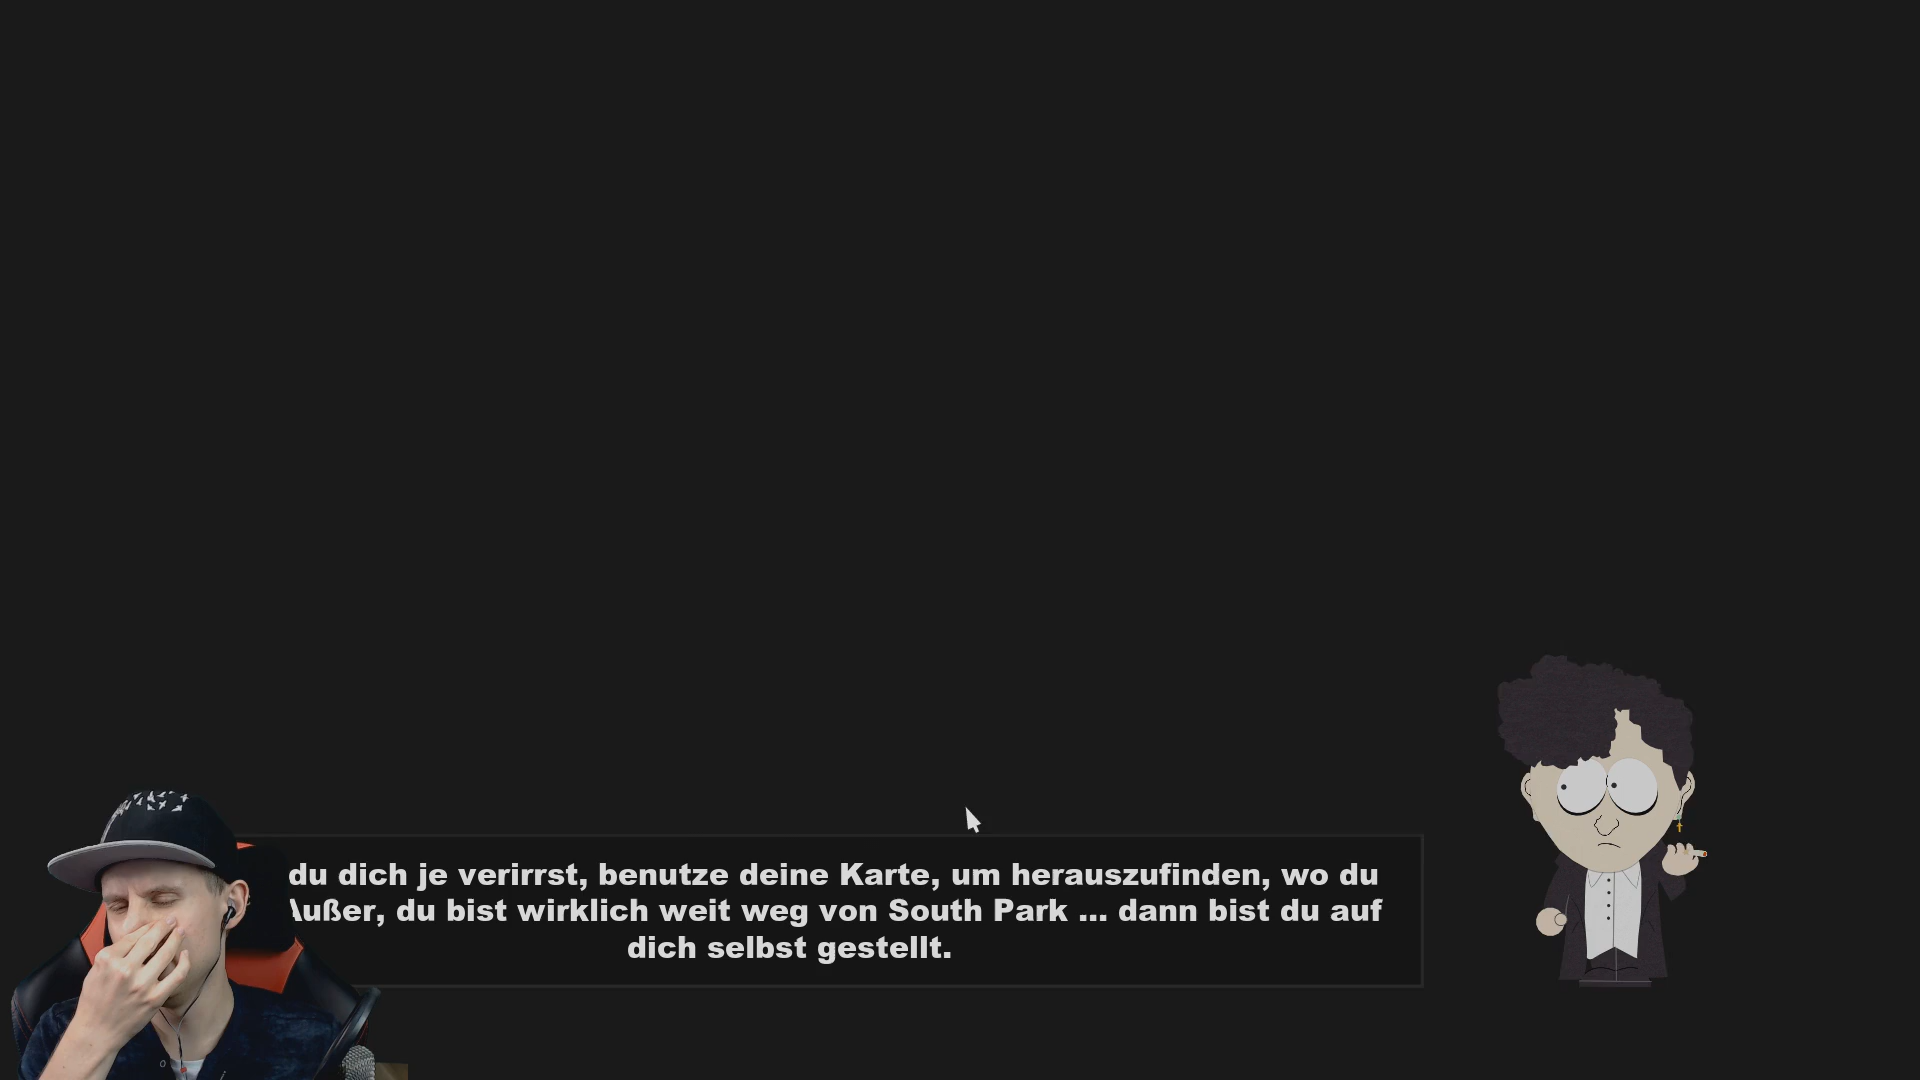 du dich je verirrst, benutze deine Karte, um herauszufinden, wo du
Außer, du bist wirklich weit weg von South Park ... dann bist du auf
dich selbst gestellt.